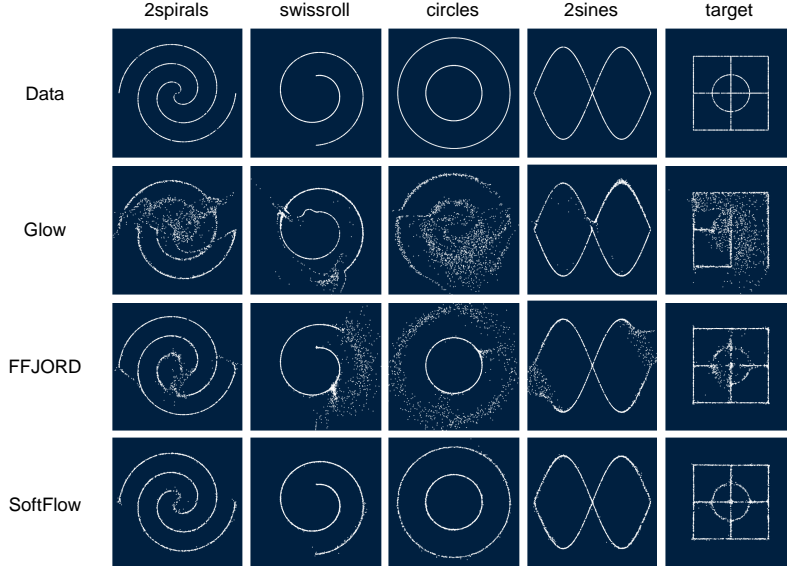 2spirals swissroll circles 2sines target
Data
Glow
FFJORD
SoftFlow